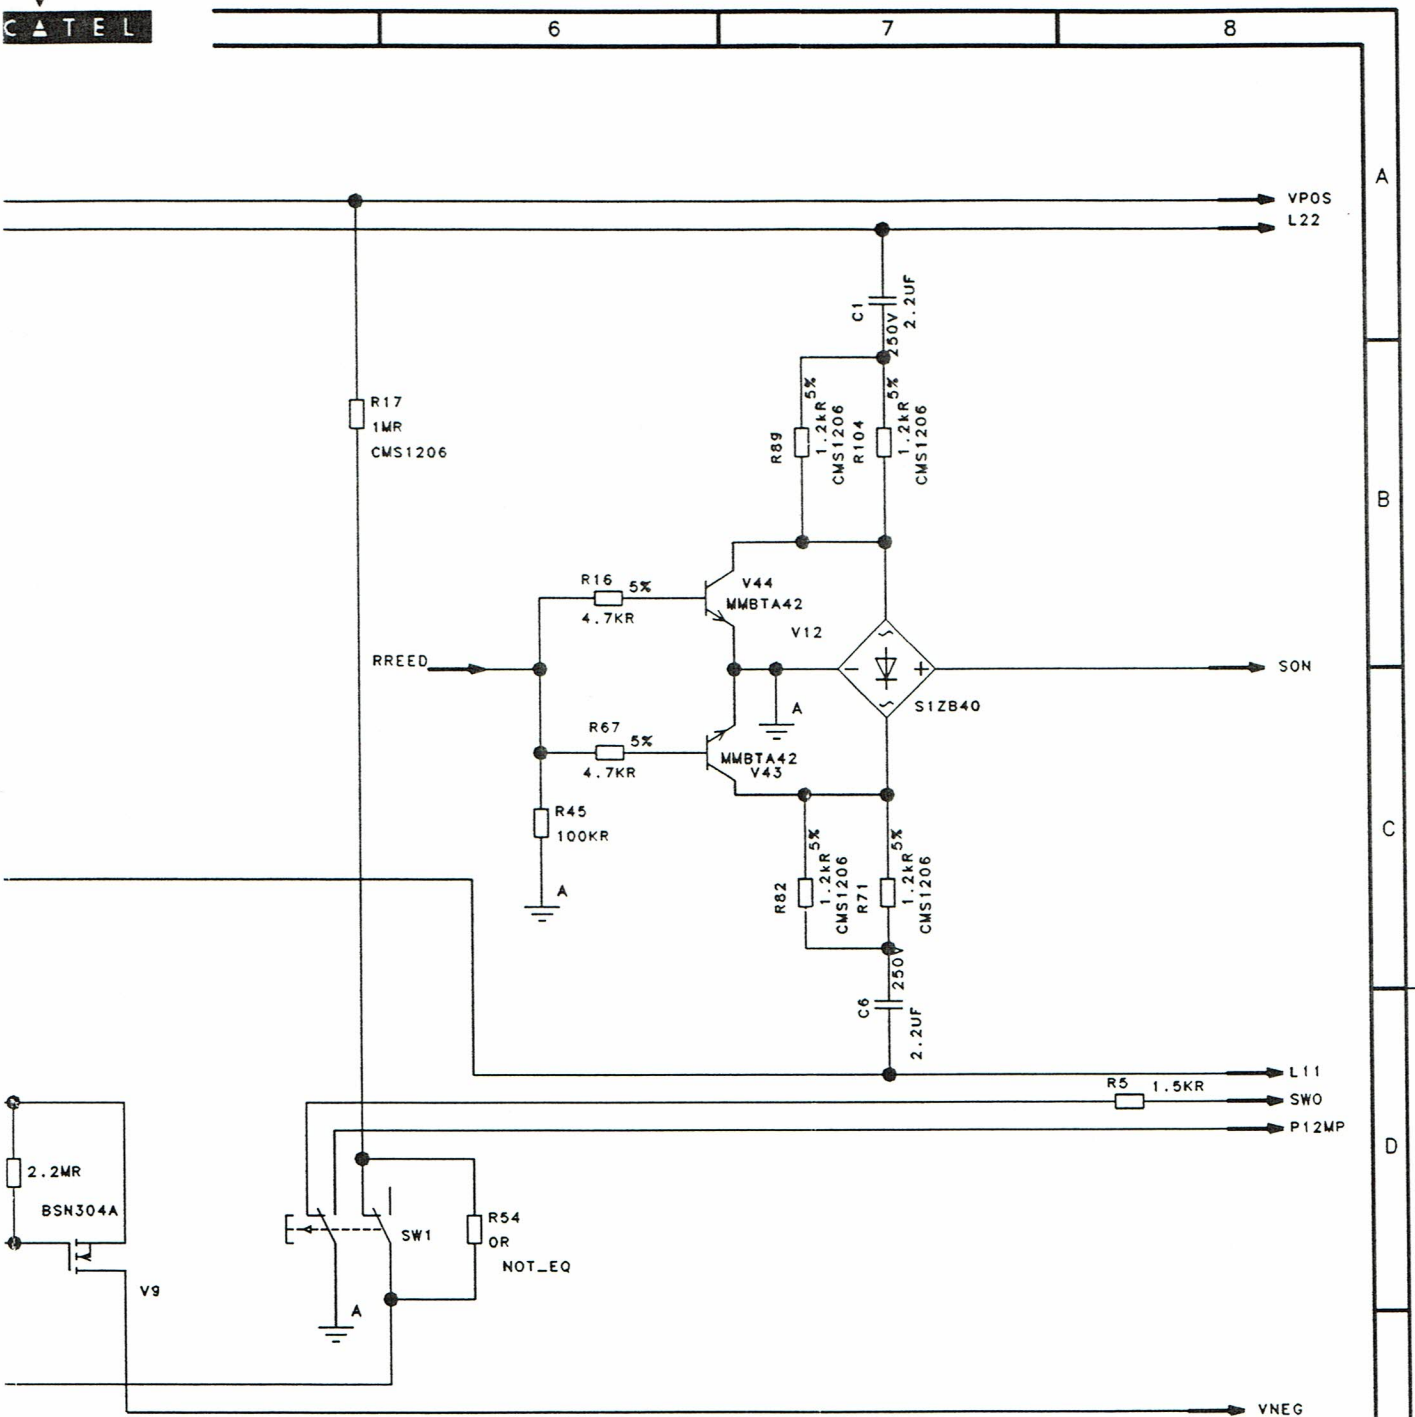 CATEL
6 7 8
A
VPOS
L22
C1
250V
2.2UF
R17
1MR
CMS1206
R89
5%
1.2kR
CMS1206
R104
5%
1.2kR
CMS1206
B
R16 5%
4.7KR
V44
MMBTA42
V12
RREED
SON
A
S1ZB40
R67 5%
4.7KR
MMBTA42
V43
R45
100KR
A
C
R82
5%
1.2kR
CMS1206
R71
5%
1.2kR
CMS1206
C6
250V
2.2UF
L11
R5 1.5KR
SWO
P12MP
D
2.2MR
BSN304A
V9
SW1
R54
OR
NOT_EQ
A
VNEG